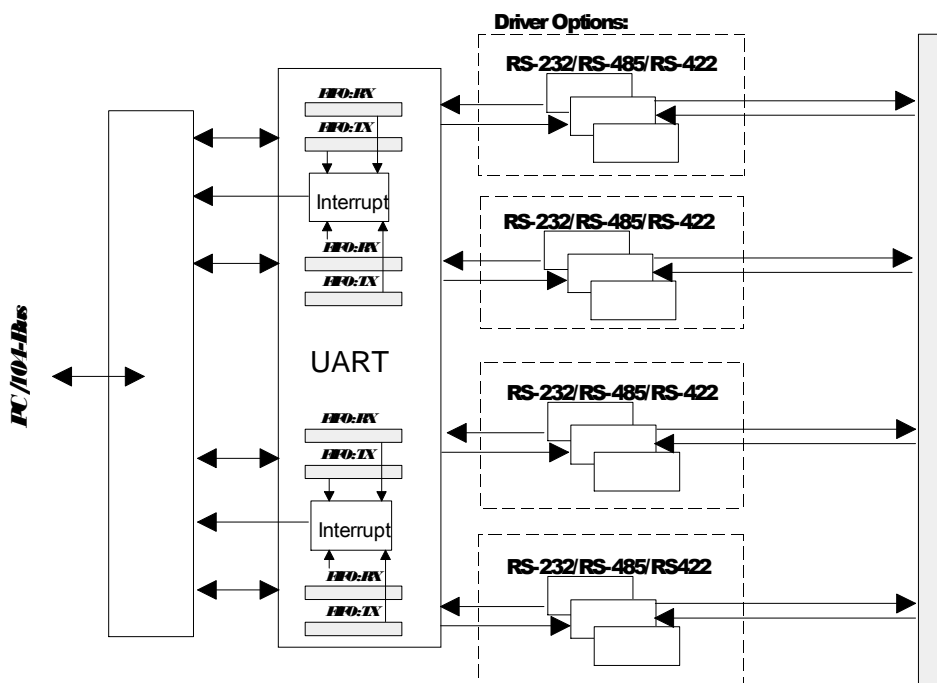 Driver Options:
RS-232/RS-485/RS-422
FIFO:RX
FIFO:TX
Interrupt
RS-232/RS-485/RS-422
FIFO:RX
FIFO:TX
UART
PC/104-Bus
RS-232/RS-485/RS-422
FIFO:RX
FIFO:TX
Interrupt
RS-232/RS-485/RS422
FIFO:RX
FIFO:TX